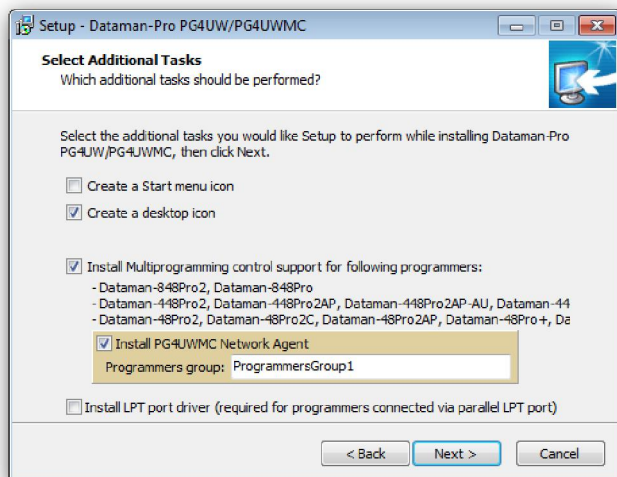 Setup - Dataman-Pro PG4UW/PG4UWMC
Select Additional Tasks
Which additional tasks should be performed?
Select the additional tasks you would like Setup to perform while installing Dataman-Pro
PG4UW/PG4UWMC, then click Next.
Create a Start menu icon
Create a desktop icon
Install Multiprogramming control support for following programmers:
- Dataman-848Pro2, Dataman-848Pro
- Dataman-448Pro2, Dataman-448Pro2AP, Dataman-448Pro2AP-AU, Dataman-44
- Dataman-48Pro2, Dataman-48Pro2C, Dataman-48Pro2AP, Dataman-48Pro+, Da
Install PG4UWMC Network Agent
Programmers group: ProgrammersGroup1
Install LPT port driver (required for programmers connected via parallel LPT port)
< Back Next > Cancel